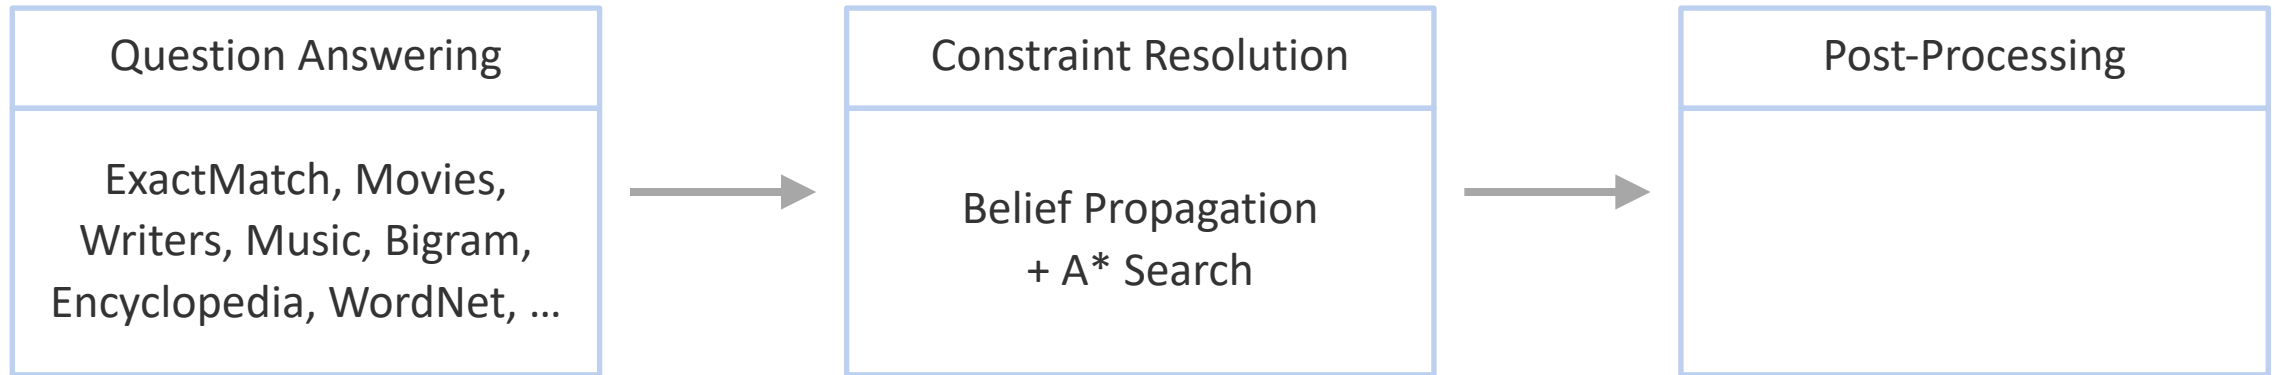 Question Answering
ExactMatch, Movies,
Writers, Music, Bigram,
Encyclopedia, WordNet, …
Constraint Resolution
Belief Propagation
+ A* Search
Post-Processing